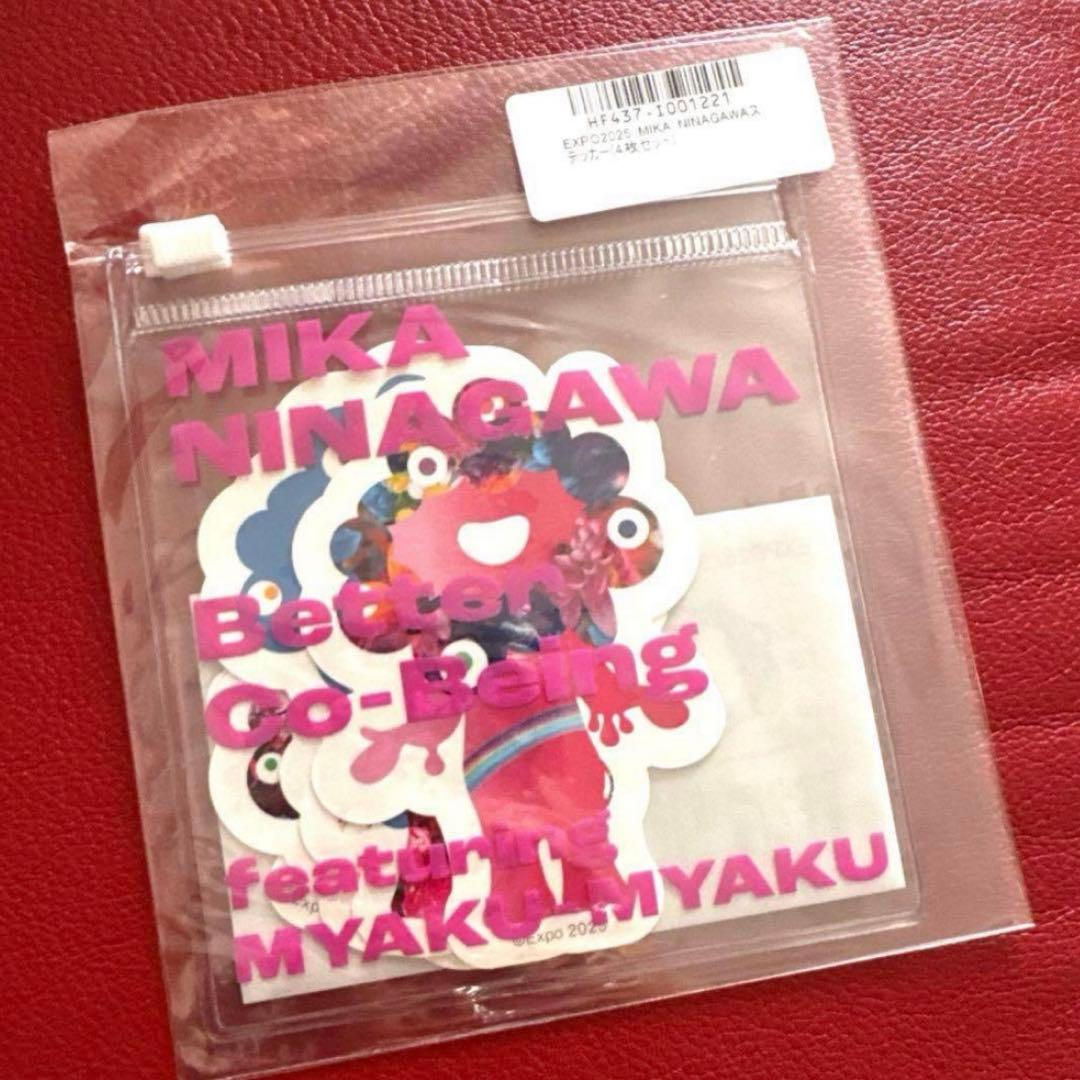 HF437-I001221
EXPO2025 MIKA NINAGAWAス
テッカー(4枚セット)
MIKA
NINAGAWA
Better
Co-Being
featuring
MYAKU-MYAKU
©Expo 2025